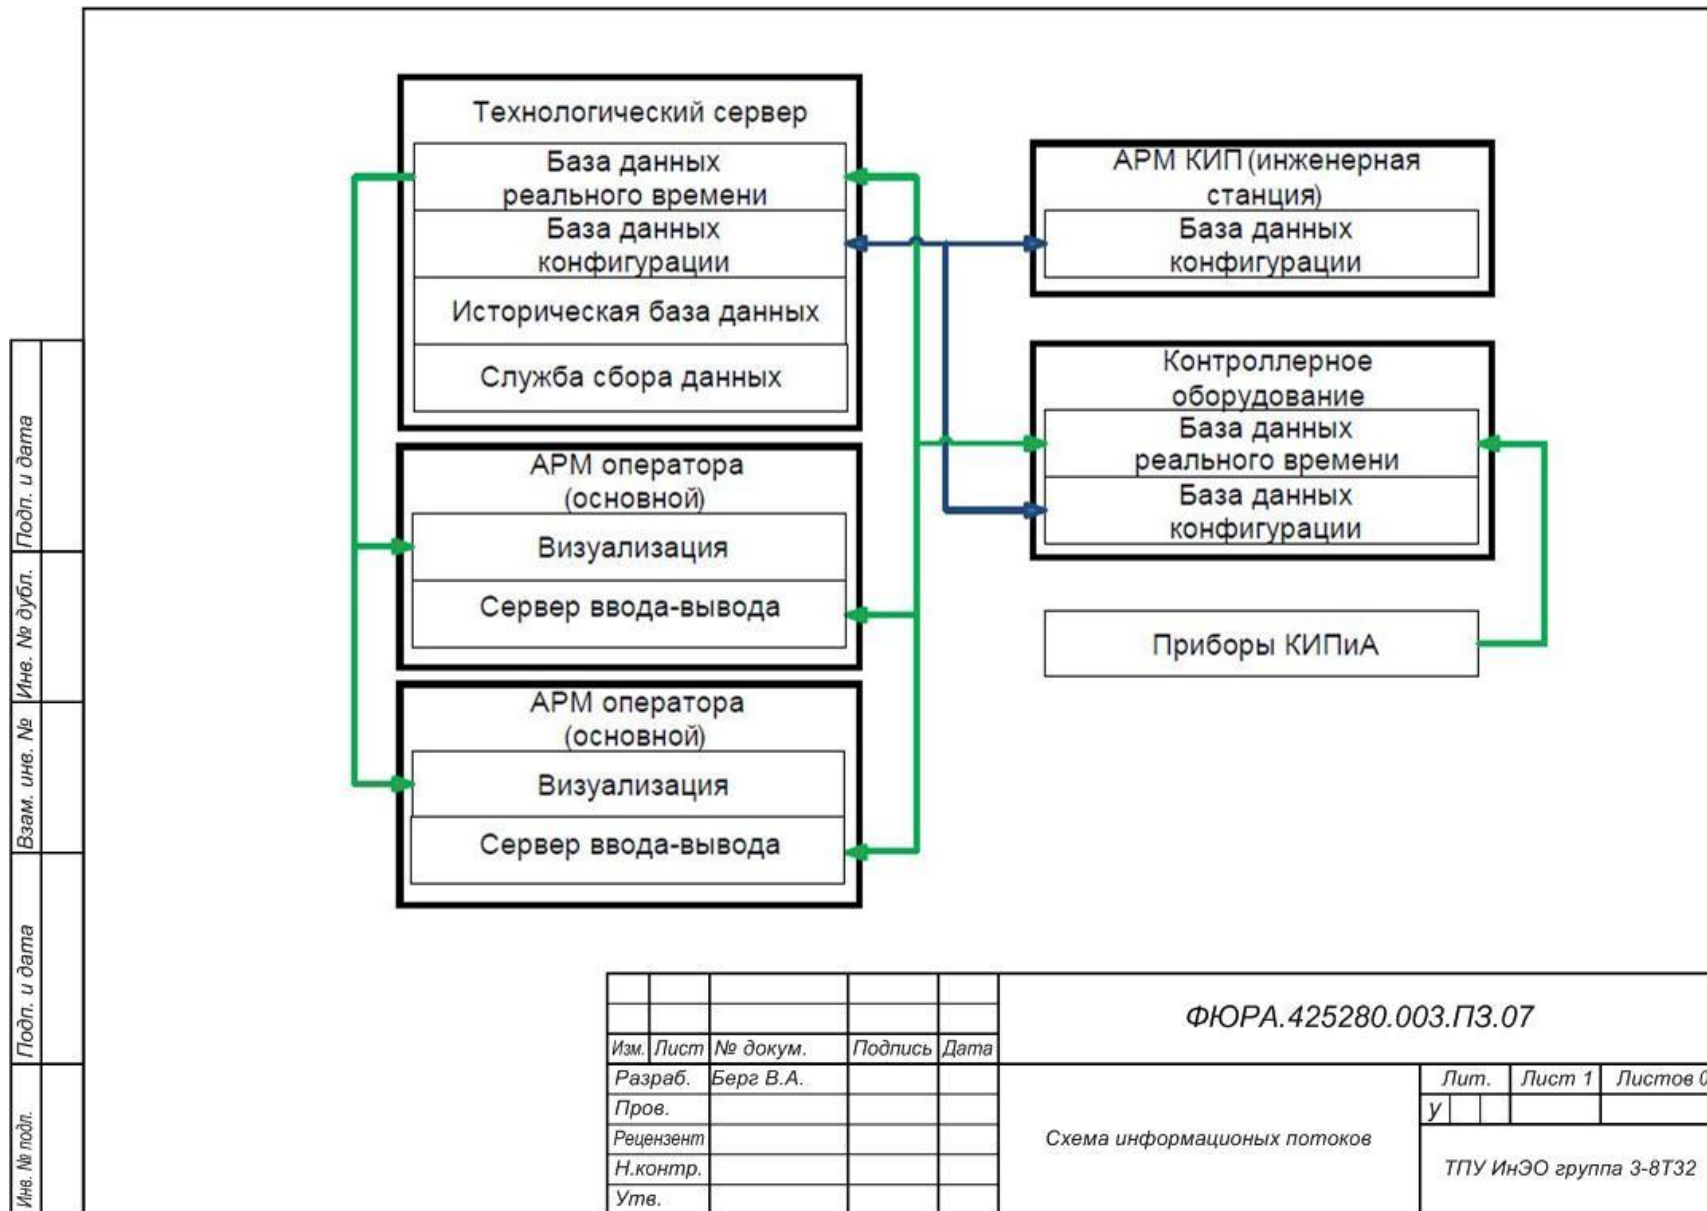 Технологический сервер
База данных
реального времени
База данных
конфигурации
Историческая база данных
Служба сбора данных
АРМ оператора
(основной)
Визуализация
Сервер ввода-вывода
АРМ оператора
(основной)
Визуализация
Сервер ввода-вывода
АРМ КИП (инженерная
станция)
База данных
конфигурации
Контроллерное
оборудование
База данных
реального времени
База данных
конфигурации
Приборы КИПиА
Подп. и дата
Инв. № дубл.
Взам. инв. №
Подп. и дата
Инв. № подл.
ФЮРА.425280.003.ПЗ.07
Изм. Лист № докум. Подпись Дата
Разраб. Берг В.А.
Пров.
Рецензент
Н.контр.
Утв.
Схема информационых потоков
Лит. Лист 1 Листов 0
у
ТПУ ИнЭО группа 3-8Т32